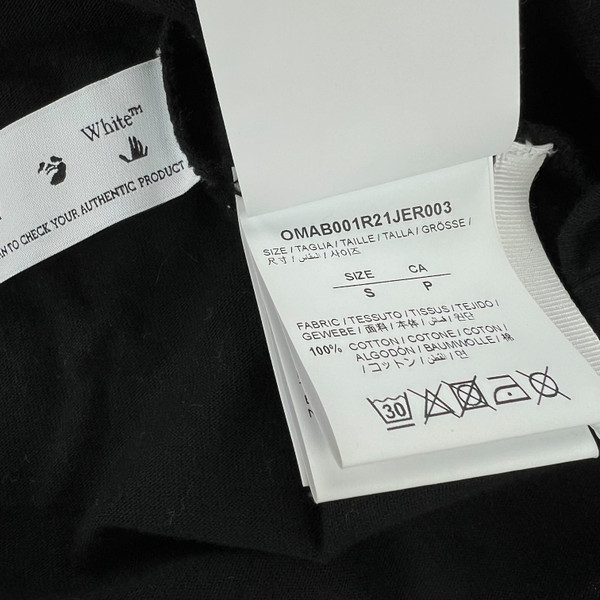 White™
AN TO CHECK YOUR AUTHENTIC PRODUCT
OMAB001R21JER003
SIZE / TAGLIA / TAILLE / TALLA / GRÖSSE /
尺寸 / المقاس / 사이즈
SIZE CA
S P
FABRIC / TESSUTO / TISSUS / TEJIDO /
GEWEBE / 面料 / 本体 / قماش / 원단
100% COTTON / COTONE / COTON /
ALGODÓN / BAUMWOLLE / 棉
/ コットン / قطن / 면
30